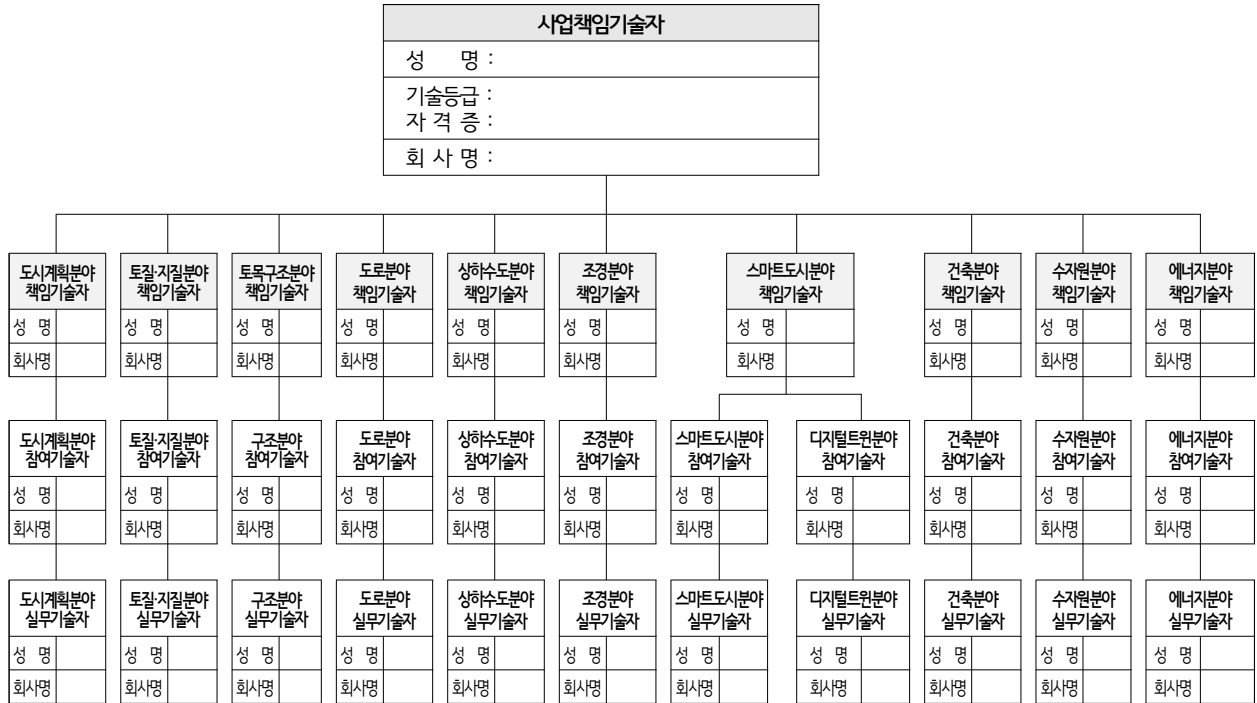 사업책임기술자
성 명 :
기술등급 :
자 격 증 :
회 사 명 :
도시계획분야 토질·지질분야 토목구조분야 도로분야 상하수도분야 조경분야 스마트도시분야 건축분야 수자원분야 에너지분야
책임기술자 책임기술자 책임기술자 책임기술자 책임기술자 책임기술자 책임기술자 책임기술자 책임기술자 책임기술자
성 명 성 명 성 명 성 명 성 명 성 명 성 명 성 명 성 명 성 명
회사명 회사명 회사명 회사명 회사명 회사명 회사명 회사명 회사명 회사명
도시계획분야 토질·지질분야 구조분야 도로분야 상하수도분야 조경분야 스마트도시분야 디지털트윈분야 건축분야 수자원분야 에너지분야
참여기술자 참여기술자 참여기술자 참여기술자 참여기술자 참여기술자 참여기술자 참여기술자 참여기술자 참여기술자 참여기술자
성 명 성 명 성 명 성 명 성 명 성 명 성 명 성 명 성 명 성 명 성 명
회사명 회사명 회사명 회사명 회사명 회사명 회사명 회사명 회사명 회사명 회사명
도시계획분야 토질·지질분야 구조분야 도로분야 상하수도분야 조경분야 스마트도시분야 디지털트윈분야 건축분야 수자원분야 에너지분야
실무기술자 실무기술자 실무기술자 실무기술자 실무기술자 실무기술자 실무기술자 실무기술자 실무기술자 실무기술자 실무기술자
성 명 성 명 성 명 성 명 성 명 성 명 성 명 성 명 성 명 성 명 성 명
회사명 회사명 회사명 회사명 회사명 회사명 회사명 회사명 회사명 회사명 회사명